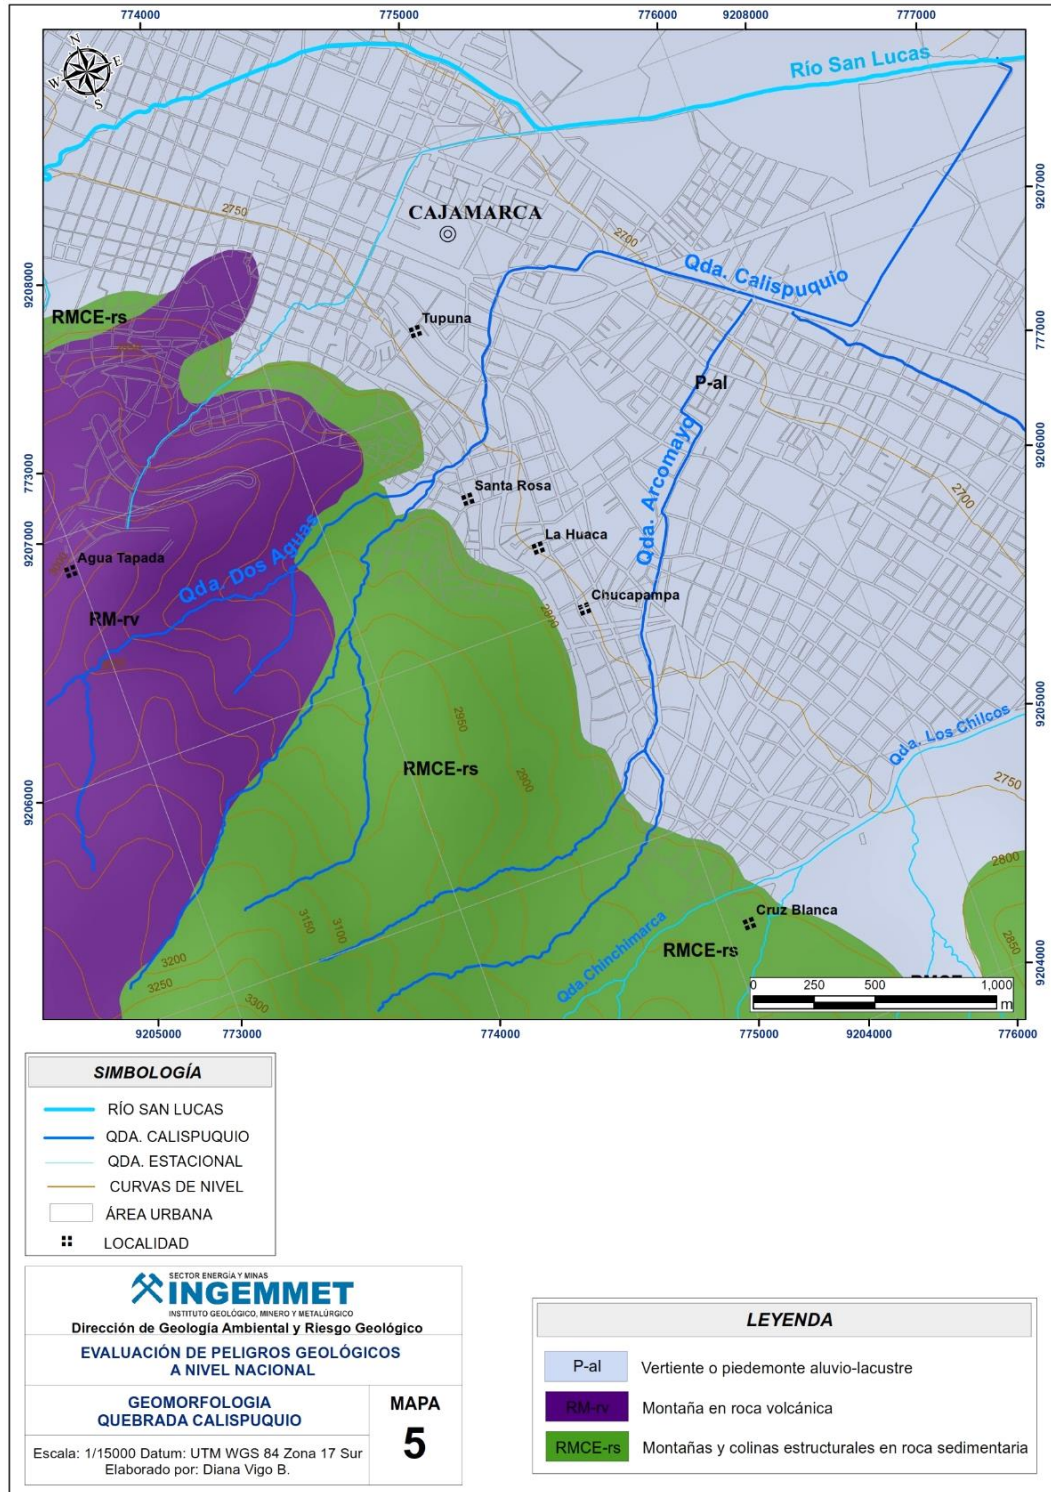 774000
775000
776000
9208000
777000
N
W
E
S
Río San Lucas
9207000
2750
CAJAMARCA
2700
Qda. Calispuquio
9208000
RMCE-rs
Tupuna
777000
P-al
9206000
773000
Santa Rosa
Qda. Arcomayo
2700
La Huaca
9207000
Agua Tapada
Qda. Dos Aguas
Chucapampa
RM-rv
2800
9205000
2950
Qda. Los Chilcos
RMCE-rs
2900
2750
9206000
2800
3150
3100
Cruz Blanca
2850
RMCE-rs
Qda.Chinchimarca
3200
3250
3300
9204000
0 250 500 1,000
m
9205000
773000
774000
775000
9204000
776000
SIMBOLOGÍA
RÍO SAN LUCAS
QDA. CALISPUQUIO
QDA. ESTACIONAL
CURVAS DE NIVEL
ÁREA URBANA
LOCALIDAD
SECTOR ENERGÍA Y MINAS
INGEMMET
INSTITUTO GEOLÓGICO, MINERO Y METALÚRGICO
Dirección de Geología Ambiental y Riesgo Geológico
EVALUACIÓN DE PELIGROS GEOLÓGICOS
A NIVEL NACIONAL
GEOMORFOLOGIA
QUEBRADA CALISPUQUIO
MAPA
5
Escala: 1/15000 Datum: UTM WGS 84 Zona 17 Sur
Elaborado por: Diana Vigo B.
LEYENDA
P-al Vertiente o piedemonte aluvio-lacustre
RM-rv Montaña en roca volcánica
RMCE-rs Montañas y colinas estructurales en roca sedimentaria